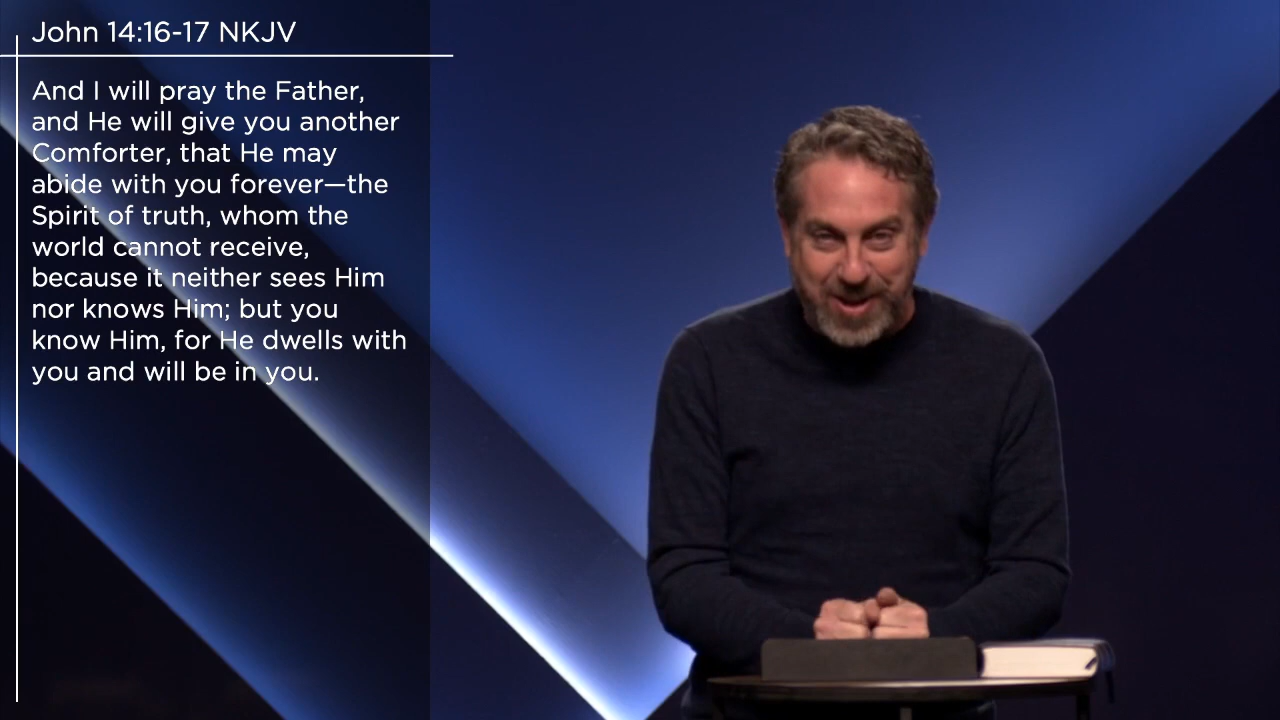 John 14:16-17 NKJV
And I will pray the Father,
and He will give you another
Comforter, that He may
abide with you forever—the
Spirit of truth, whom the
world cannot receive,
because it neither sees Him
nor knows Him; but you
know Him, for He dwells with
you and will be in you.